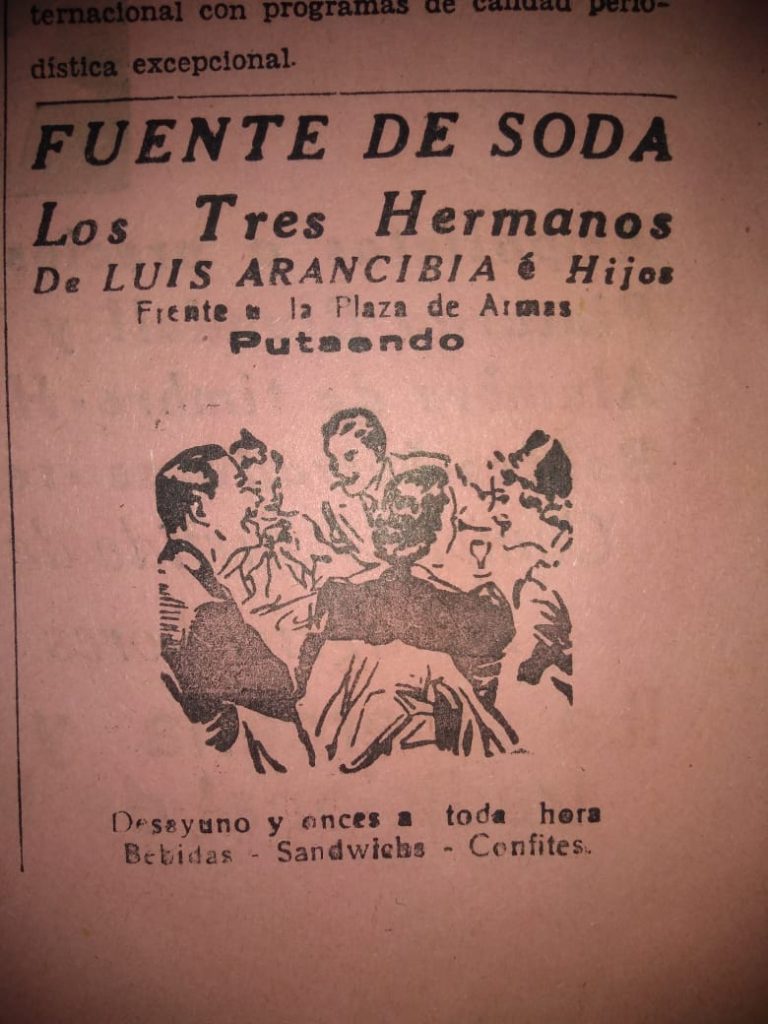 ternacional con programas de calidad perio-
dística excepcional.
FUENTE DE SODA
Los Tres Hermanos
De LUIS ARANCIBIA é Hijos
Frente a la Plaza de Armas
Putaendo
Desayuno y onces a toda hora
Bebidas - Sandwichs - Confites.